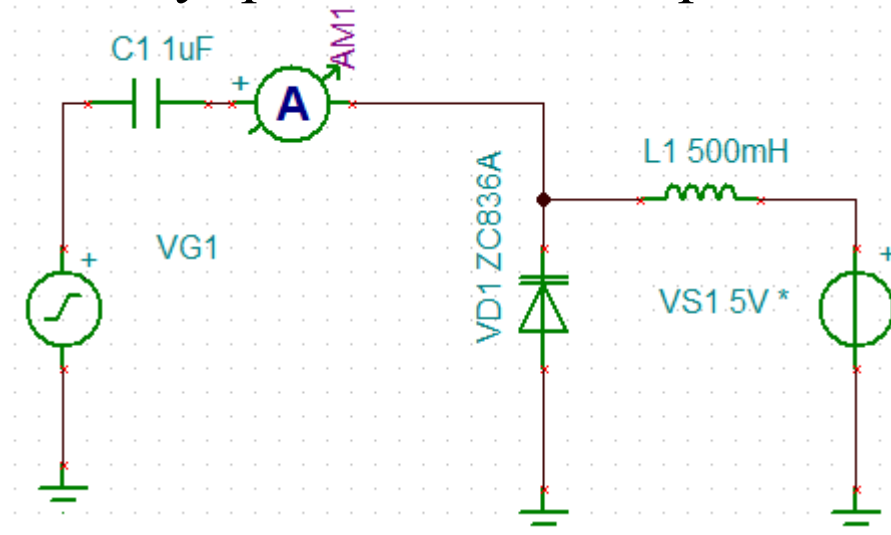 C1 1uF
+
AM1
A
L1 500mH
VD1 ZC836A
VG1
+
VS1 5V *
+